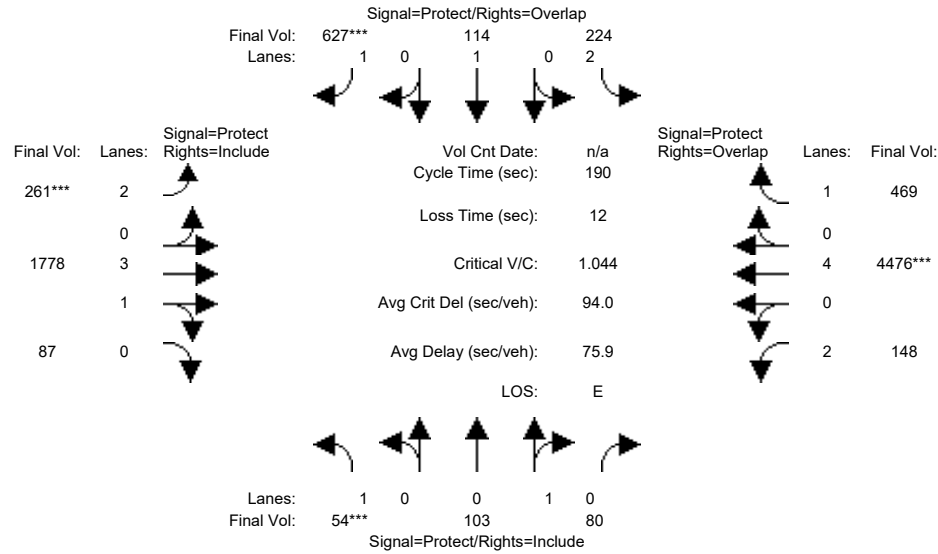 Signal=Protect/Rights=Overlap
Final Vol: 627*** 114 224
Lanes: 1 0 1 0 2
Signal=Protect
Final Vol: Lanes: Rights=Include
Vol Cnt Date: n/a
Signal=Protect
Rights=Overlap Lanes: Final Vol:
Cycle Time (sec): 190
261*** 2
1 469
Loss Time (sec): 12
0
0
1778 3
Critical V/C: 1.044
4 4476***
1
Avg Crit Del (sec/veh): 94.0
0
87 0
Avg Delay (sec/veh): 75.9
2 148
LOS: E
Lanes: 1 0 0 1 0
Final Vol: 54*** 103 80
Signal=Protect/Rights=Include